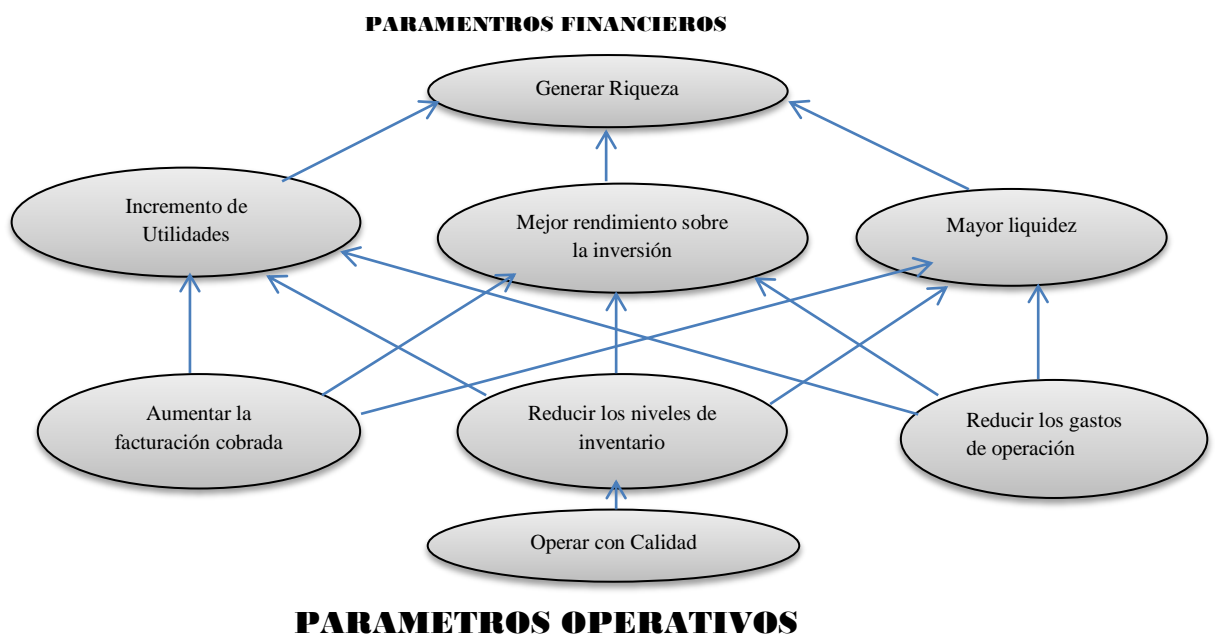 PARAMENTROS FINANCIEROS
Generar Riqueza
Incremento de
Utilidades
Mejor rendimiento sobre
la inversión
Mayor liquidez
Aumentar la
facturación cobrada
Reducir los niveles de
inventario
Reducir los gastos
de operación
Operar con Calidad
PARAMETROS OPERATIVOS